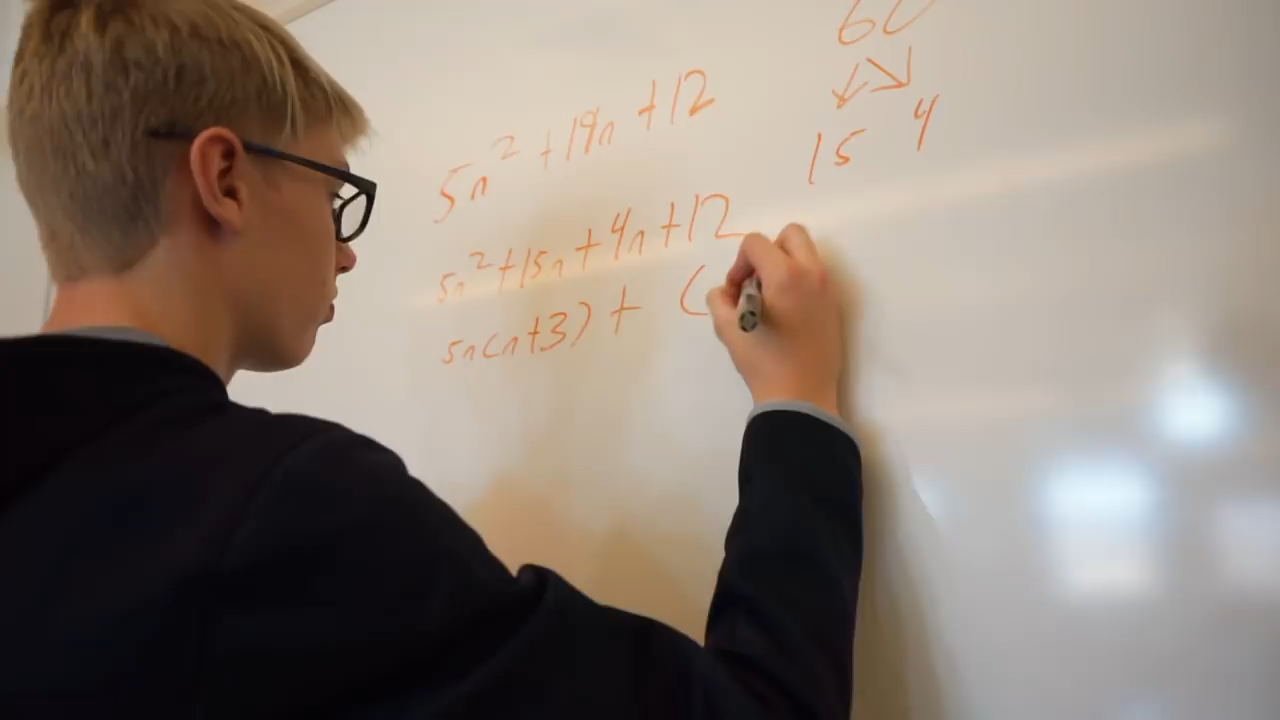 5n² + 19n + 12
5n² + 15n + 4n + 12
5n(n+3) + (
60
15 4